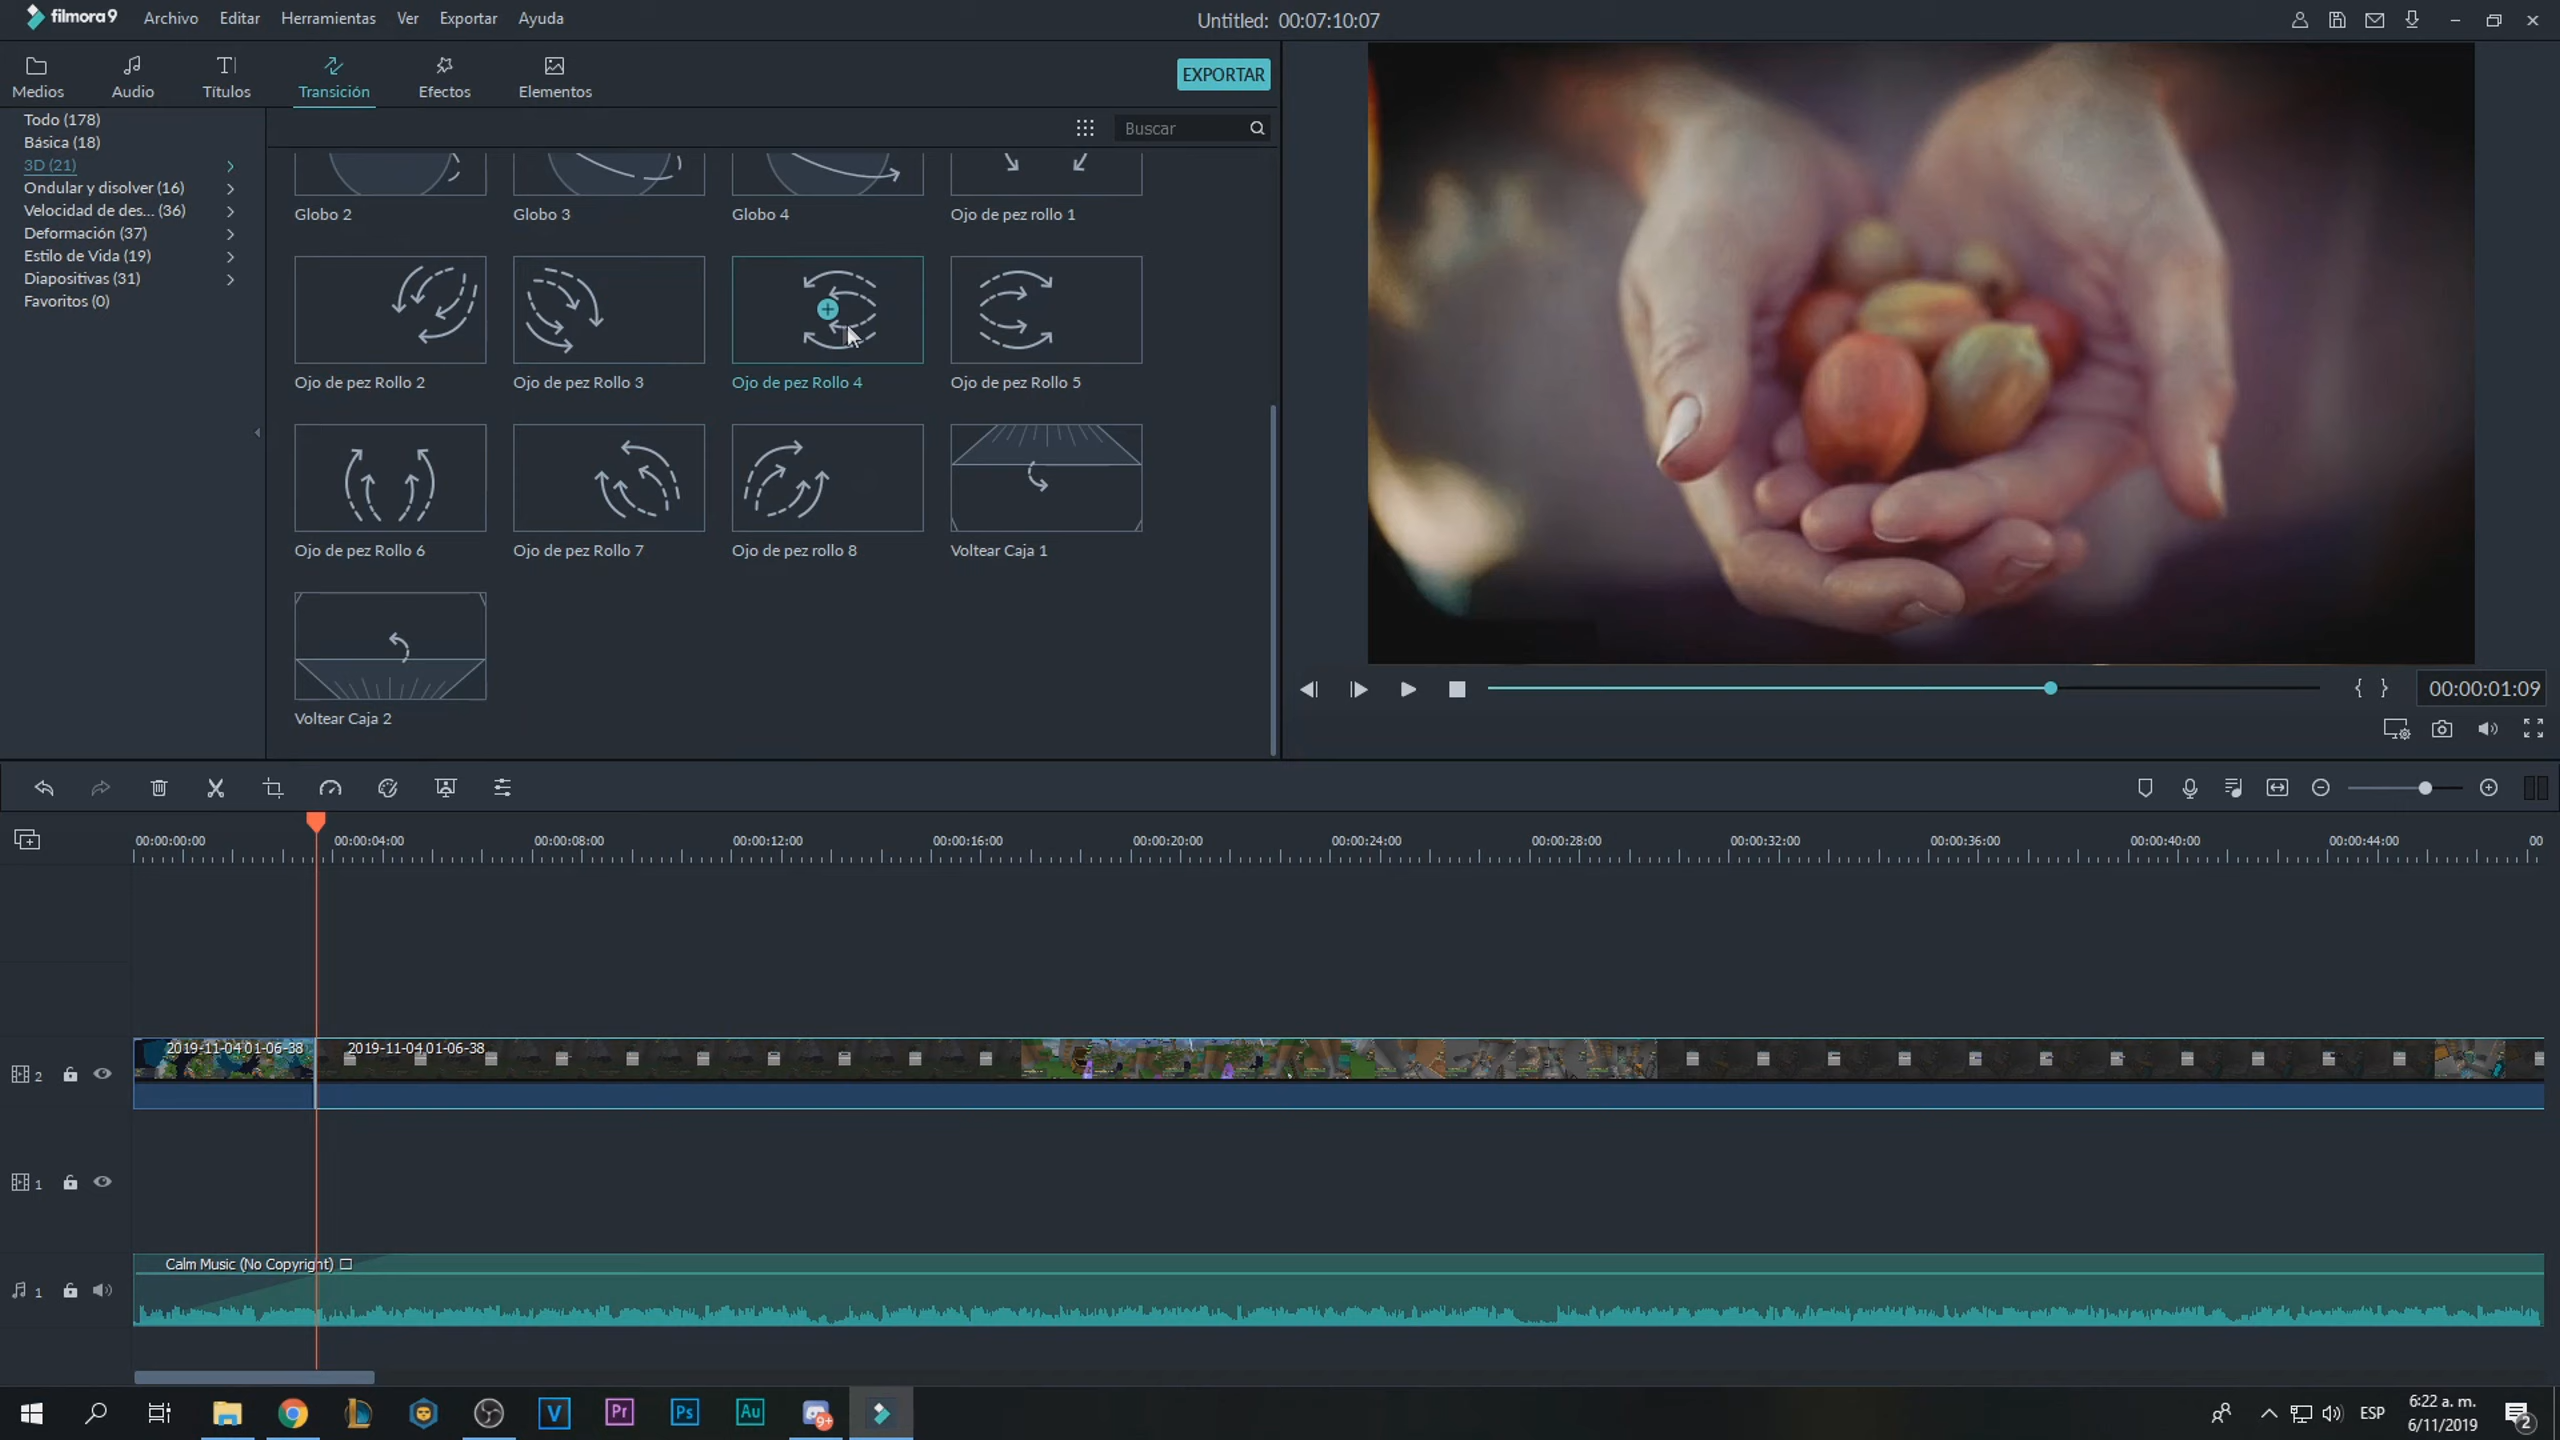 filmora9 Archivo Editar Herramientas Ver Exportar Ayuda Untitled: 00:07:10:07
Medios Audio Títulos Transición Efectos Elementos EXPORTAR
Todo (178)
Básica (18)
3D (21)
Ondular y disolver (16)
Velocidad de des... (36)
Deformación (37)
Estilo de Vida (19)
Diapositivas (31)
Favoritos (0)
Buscar
Globo 2 Globo 3 Globo 4 Ojo de pez rollo 1
Ojo de pez Rollo 2 Ojo de pez Rollo 3 Ojo de pez Rollo 4 Ojo de pez Rollo 5
Ojo de pez Rollo 6 Ojo de pez Rollo 7 Ojo de pez rollo 8 Voltear Caja 1
Voltear Caja 2
{ } 00:00:01:09
00:00:00:00 00:00:04:00 00:00:08:00 00:00:12:00 00:00:16:00 00:00:20:00 00:00:24:00 00:00:28:00 00:00:32:00 00:00:36:00 00:00:40:00 00:00:44:00 00
2019-11-04 01-06-38 2019-11-04 01-06-38
2
1
Calm Music (No Copyright) □
1
V Pr Ps Au 9+ ESP 6:22 a. m.
6/11/2019 2